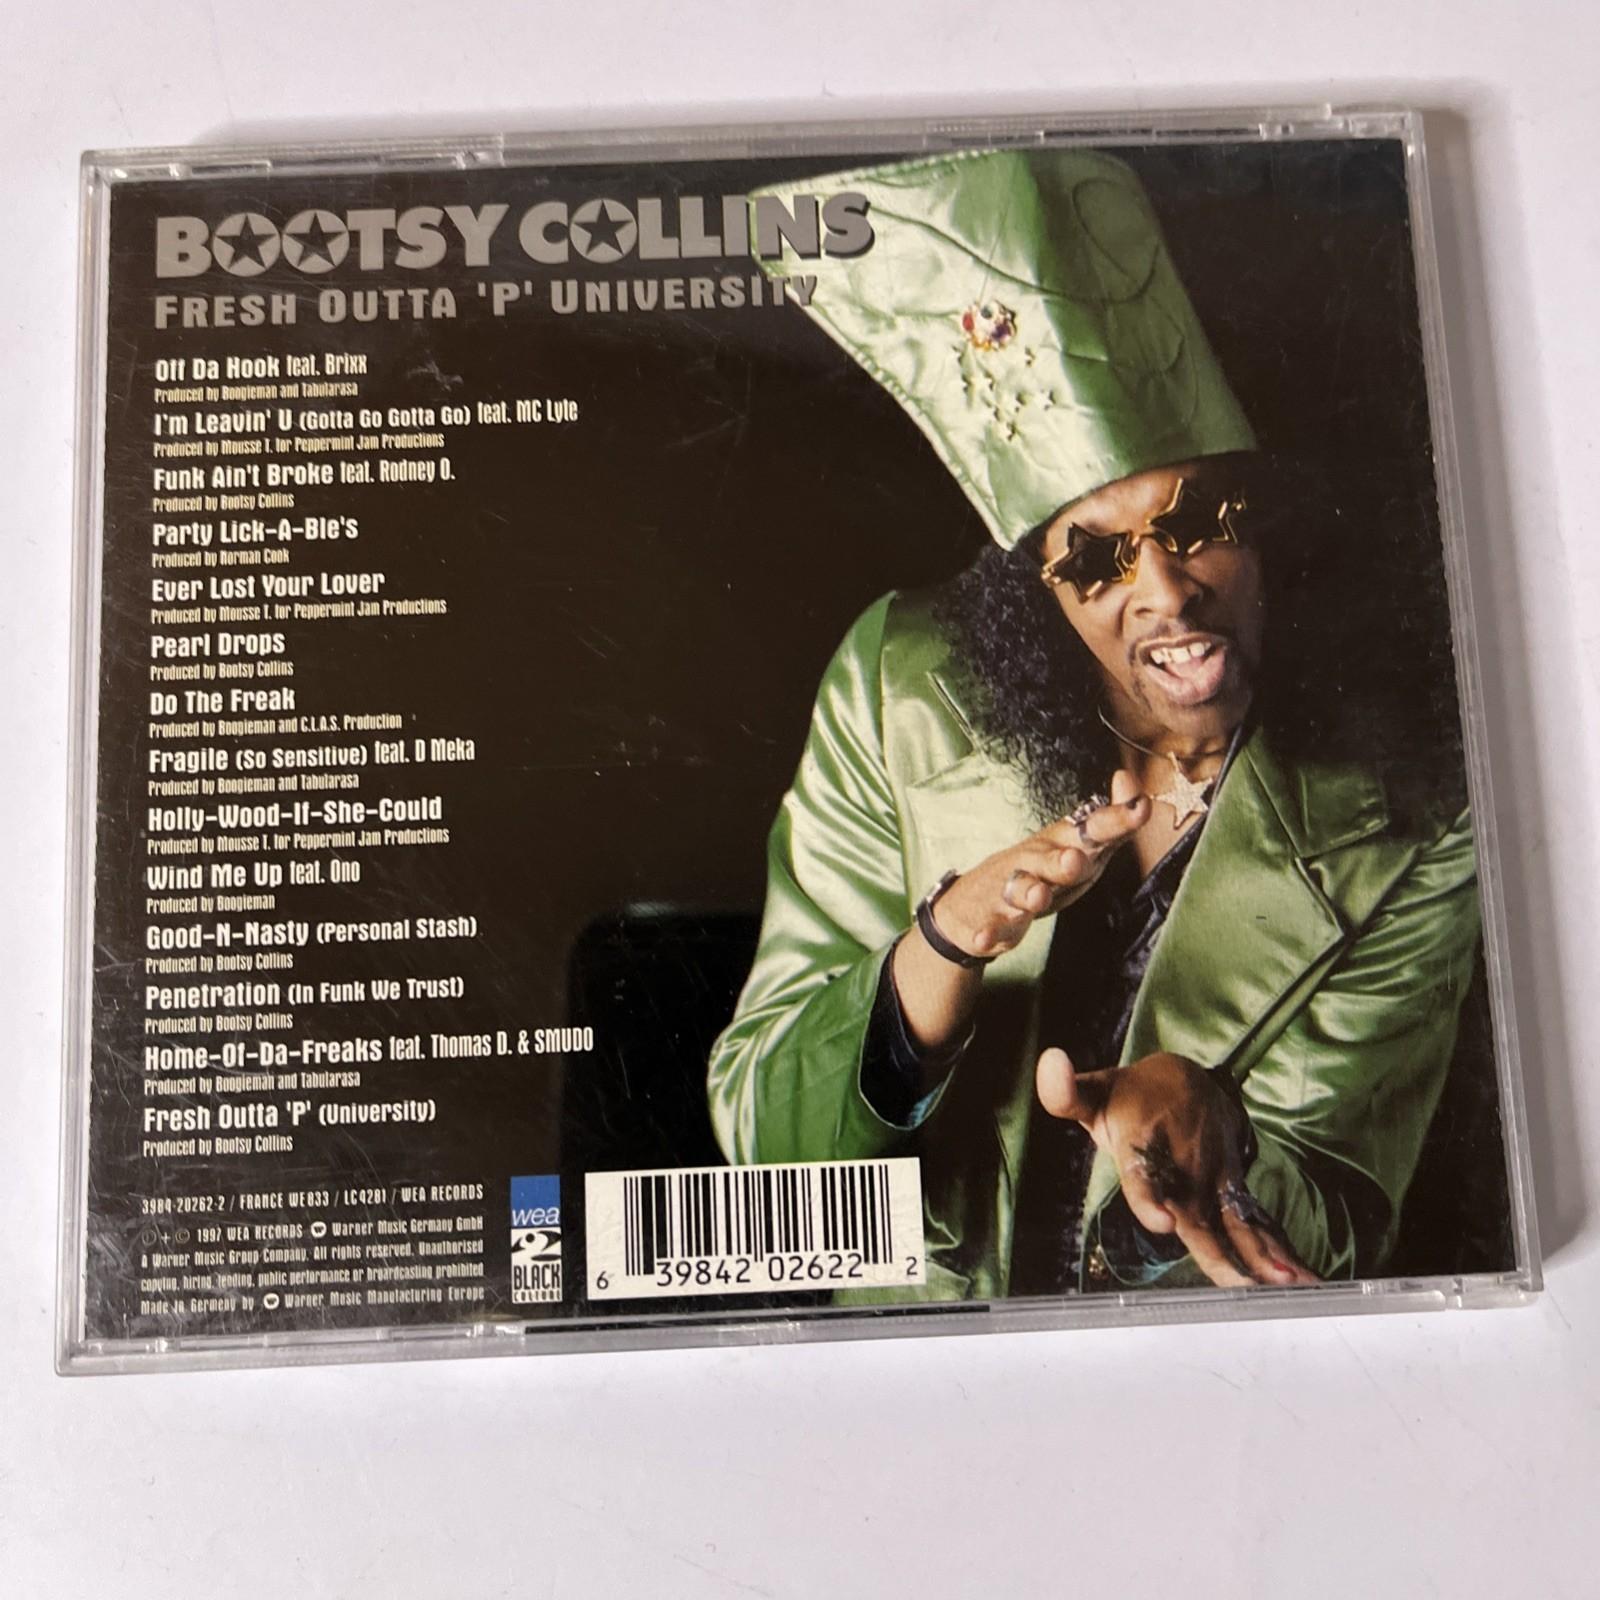 BOOTSY COLLINS
FRESH OUTTA 'P' UNIVERSITY
Off Da Hook feat. Brixx
Produced by Boogieman and Tabularasa
I'm Leavin' U (Gotta Go Gotta Go) feat. MC Lyte
Produced by Mousse T. for Peppermint Jam Productions
Funk Ain't Broke feat. Rodney O.
Produced by Bootsy Collins
Party Lick-A-Ble's
Produced by Norman Cook
Ever Lost Your Lover
Produced by Mousse T. for Peppermint Jam Productions
Pearl Drops
Produced by Bootsy Collins
Do The Freak
Produced by Boogieman and C.L.A.S. Production
Fragile (So Sensitive) feat. D Meka
Produced by Boogieman and Tabularasa
Holly-Wood-If-She-Could
Produced by Mousse T. for Peppermint Jam Productions
Wind Me Up feat. Ono
Produced by Boogieman
Good-N-Nasty (Personal Stash)
Produced by Bootsy Collins
Penetration (In Funk We Trust)
Produced by Bootsy Collins
Home-Of-Da-Freaks feat. Thomas D. & SMUDO
Produced by Boogieman and Tabularasa
Fresh Outta 'P' (University)
Produced by Bootsy Collins
3984-20262-2 / FRANCE WE833 / LC4281 / WEA RECORDS
℗ + © 1997 WEA RECORDS Warner Music Germany GmbH
A Warner Music Group Company. All rights reserved. Unauthorised
copying, hiring, lending, public performance or broardcasting prohibited
Made in Germany by Warner Music Manufacturing Europe
wea
BLACK
6 39842 02622 2